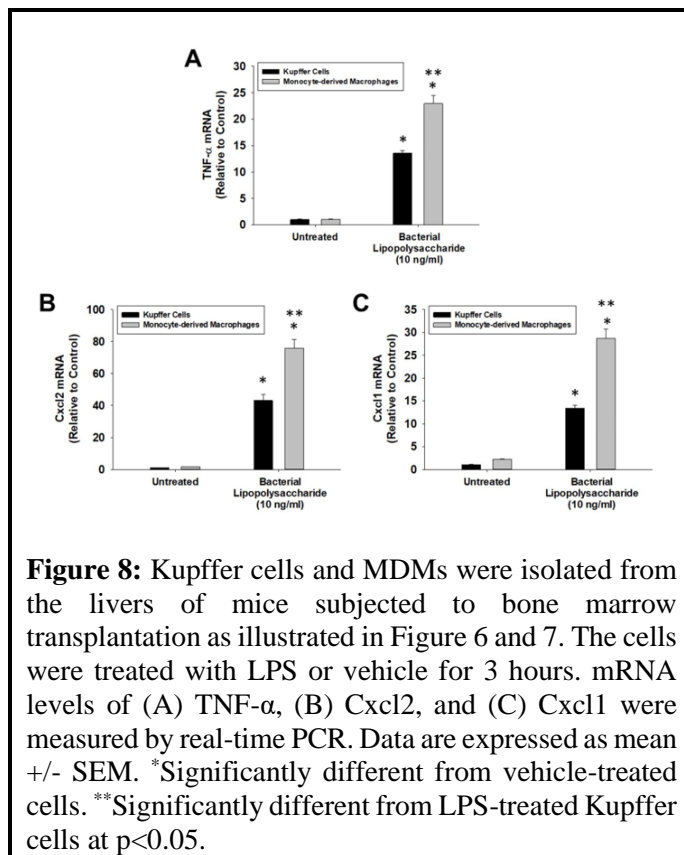 A
30
25
20
15
10
5
0
TNF-α mRNA
(Relative to Control)
Kupffer Cells
Monocyte-derived Macrophages
*
**
*
Untreated
Bacterial
Lipopolysaccharide
(10 ng/ml)
B
100
80
60
40
20
0
Cxcl2 mRNA
(Relative to Control)
Kupffer Cells
Monocyte-derived Macrophages
*
**
*
Untreated
Bacterial
Lipopolysaccharide
(10 ng/ml)
C
35
30
25
20
15
10
5
0
Cxcl1 mRNA
(Relative to Control)
Kupffer Cells
Monocyte-derived Macrophages
*
**
*
Untreated
Bacterial
Lipopolysaccharide
(10 ng/ml)
Figure 8: Kupffer cells and MDMs were isolated from
the livers of mice subjected to bone marrow
transplantation as illustrated in Figure 6 and 7. The cells
were treated with LPS or vehicle for 3 hours. mRNA
levels of (A) TNF-α, (B) Cxcl2, and (C) Cxcl1 were
measured by real-time PCR. Data are expressed as mean
+/- SEM. *Significantly different from vehicle-treated
cells. **Significantly different from LPS-treated Kupffer
cells at p<0.05.